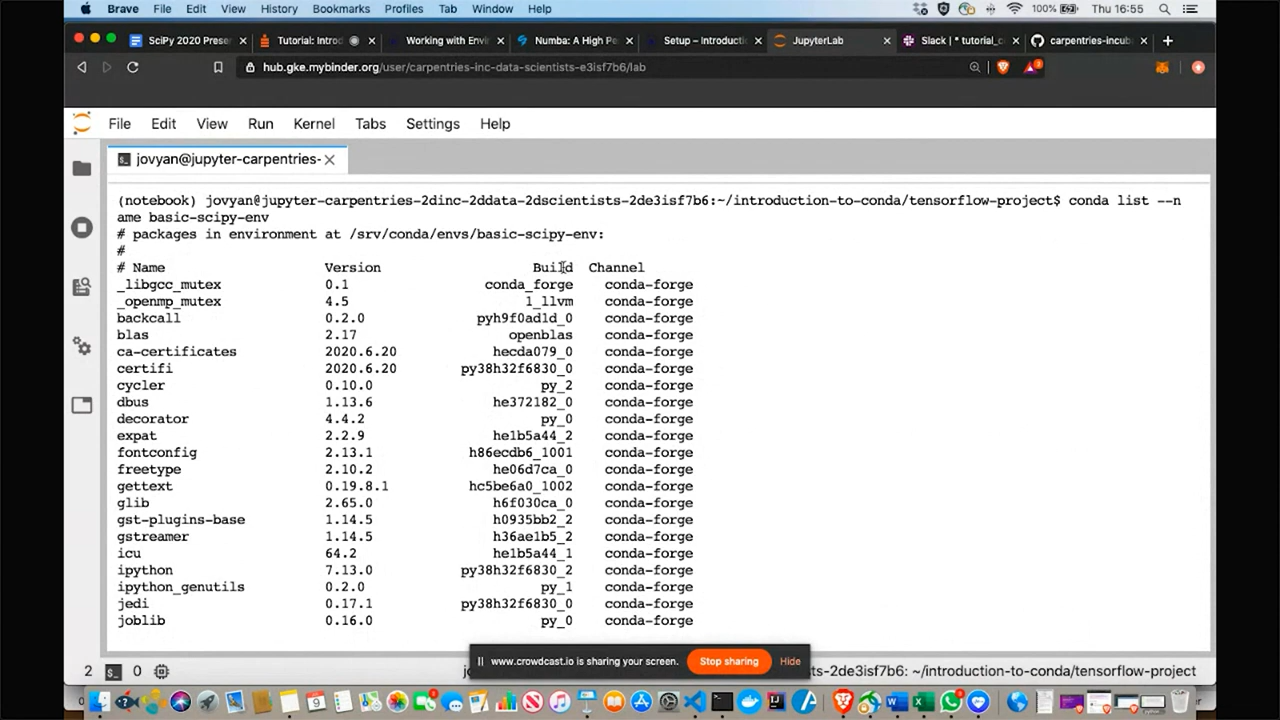 Brave File Edit View History Bookmarks Profiles Tab Window Help 100% Thu 16:55
SciPy 2020 Prese Tutorial: Introd Working with Envi Numba: A High Pe Setup – Introductio JupyterLab Slack | * tutorial_c carpentries-incub
hub.gke.mybinder.org/user/carpentries-inc-data-scientists-e3isf7b6/lab
File Edit View Run Kernel Tabs Settings Help
jovyan@jupyter-carpentries-
(notebook) jovyan@jupyter-carpentries-2dinc-2ddata-2dscientists-2de3isf7b6:~/introduction-to-conda/tensorflow-project$ conda list --n
ame basic-scipy-env
# packages in environment at /srv/conda/envs/basic-scipy-env:
#
# Name Version Build Channel
_libgcc_mutex 0.1 conda_forge conda-forge
_openmp_mutex 4.5 1_llvm conda-forge
backcall 0.2.0 pyh9f0ad1d_0 conda-forge
blas 2.17 openblas conda-forge
ca-certificates 2020.6.20 hecda079_0 conda-forge
certifi 2020.6.20 py38h32f6830_0 conda-forge
cycler 0.10.0 py_2 conda-forge
dbus 1.13.6 he372182_0 conda-forge
decorator 4.4.2 py_0 conda-forge
expat 2.2.9 he1b5a44_2 conda-forge
fontconfig 2.13.1 h86ecdb6_1001 conda-forge
freetype 2.10.2 he06d7ca_0 conda-forge
gettext 0.19.8.1 hc5be6a0_1002 conda-forge
glib 2.65.0 h6f030ca_0 conda-forge
gst-plugins-base 1.14.5 h0935bb2_2 conda-forge
gstreamer 1.14.5 h36ae1b5_2 conda-forge
icu 64.2 he1b5a44_1 conda-forge
ipython 7.13.0 py38h32f6830_2 conda-forge
ipython_genutils 0.2.0 py_1 conda-forge
jedi 0.17.1 py38h32f6830_0 conda-forge
joblib 0.16.0 py_0 conda-forge
www.crowdcast.io is sharing your screen. Stop sharing Hide
2 0 ists-2de3isf7b6: ~/introduction-to-conda/tensorflow-project